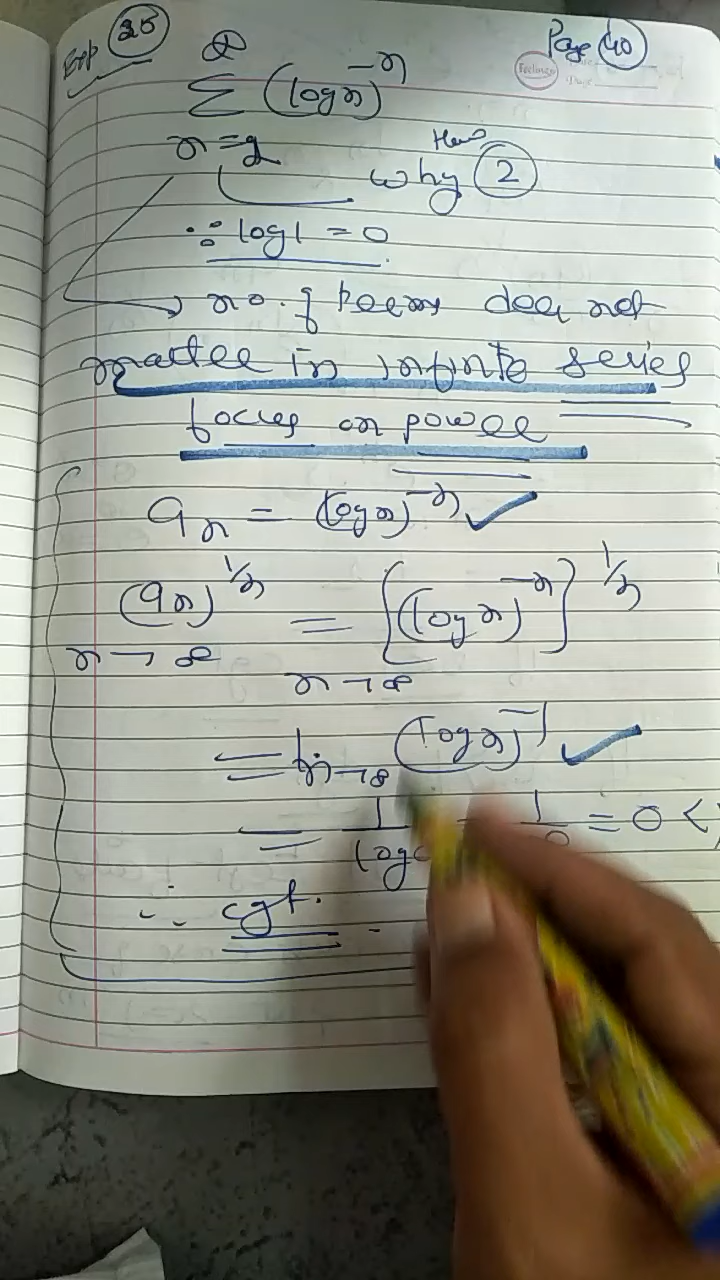 Exp 25
Page 40
∞
Σ (log n)^-n
n=2
Here
why 2
∵ log 1 = 0
no. of terms does not
matter in infinite series
focus on power
a_n = (log n)^-n ✓
(a_n)^1/n = [(log n)^-n]^1/n
n→∞ n→∞
= lim n→∞ (log n)^-1 ✓
= 1/log = 1/∞ = 0 <
∴ cgt.